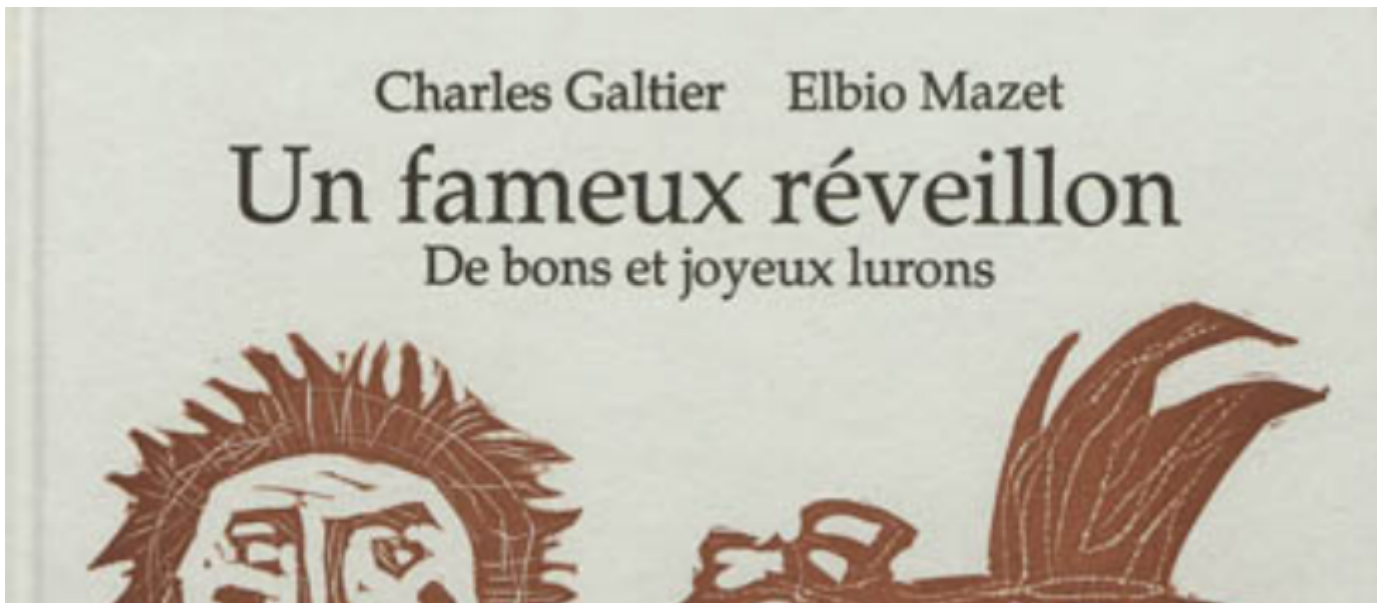 Charles Galtier Elbio Mazet
Un fameux réveillon
De bons et joyeux lurons